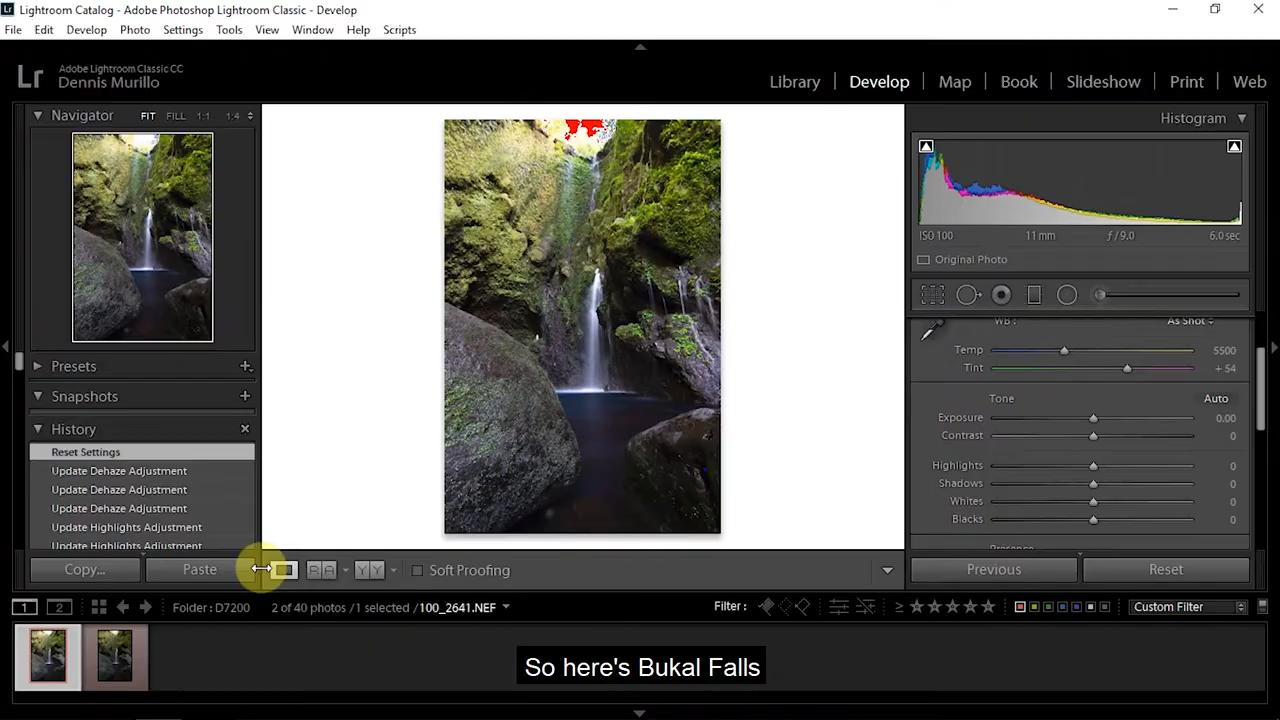 Lightroom Catalog - Adobe Photoshop Lightroom Classic - Develop
File Edit Develop Photo Settings Tools View Window Help Scripts
Lr Adobe Lightroom Classic CC
Dennis Murillo
Library | Develop | Map | Book | Slideshow | Print | Web
Navigator FIT FILL 1:1 1:4
Histogram
ISO 100 11 mm ƒ / 9.0 6.0 sec
Original Photo
WB : As Shot
Temp 5500
Tint + 54
Tone Auto
Exposure 0.00
Contrast 0
Highlights 0
Shadows 0
Whites 0
Blacks 0
Presence
Presets
Snapshots
History
Reset Settings
Update Dehaze Adjustment
Update Dehaze Adjustment
Update Dehaze Adjustment
Update Highlights Adjustment
Update Highlights Adjustment
Copy... Paste R A Y Y Soft Proofing Previous Reset
1 2 Folder: D7200 2 of 40 photos / 1 selected / 100_2641.NEF Filter : ≥ Custom Filter
So here's Bukal Falls